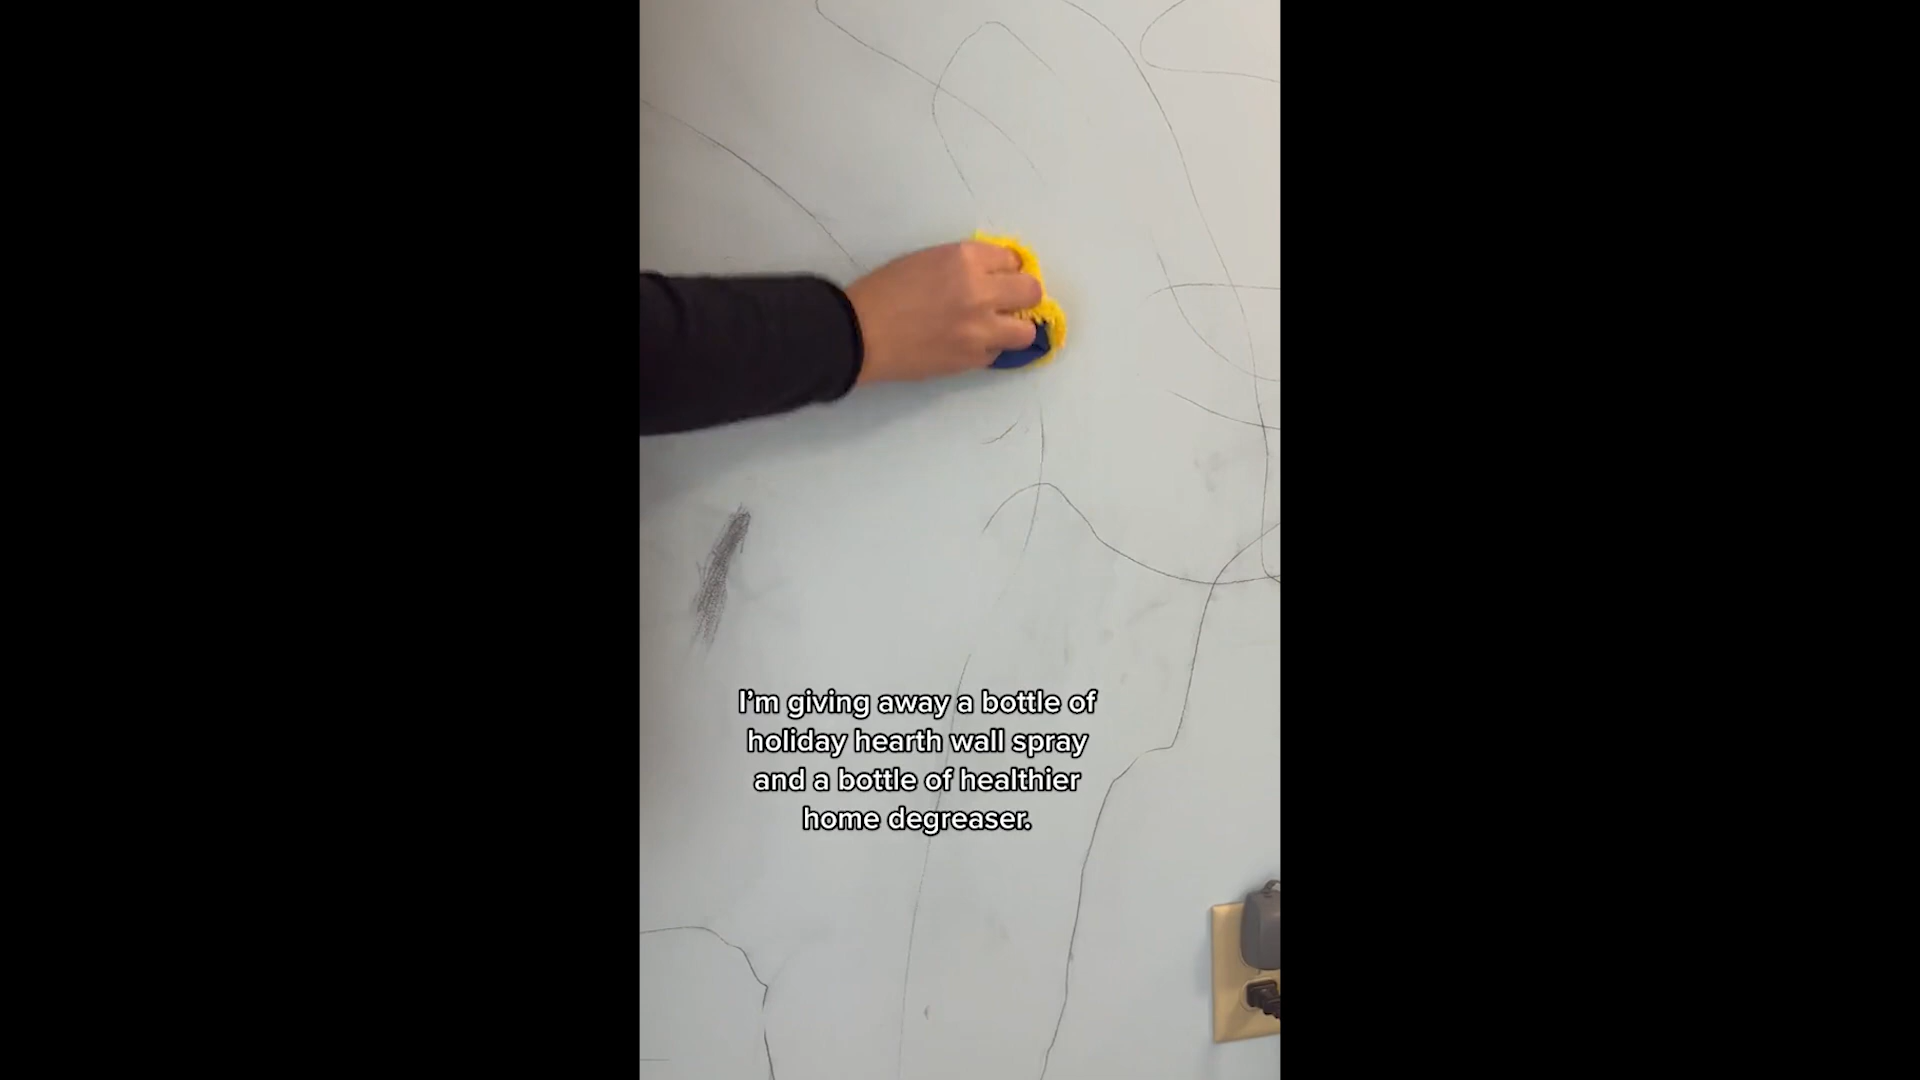 I'm giving away a bottle of
holiday hearth wall spray
and a bottle of healthier
home degreaser.